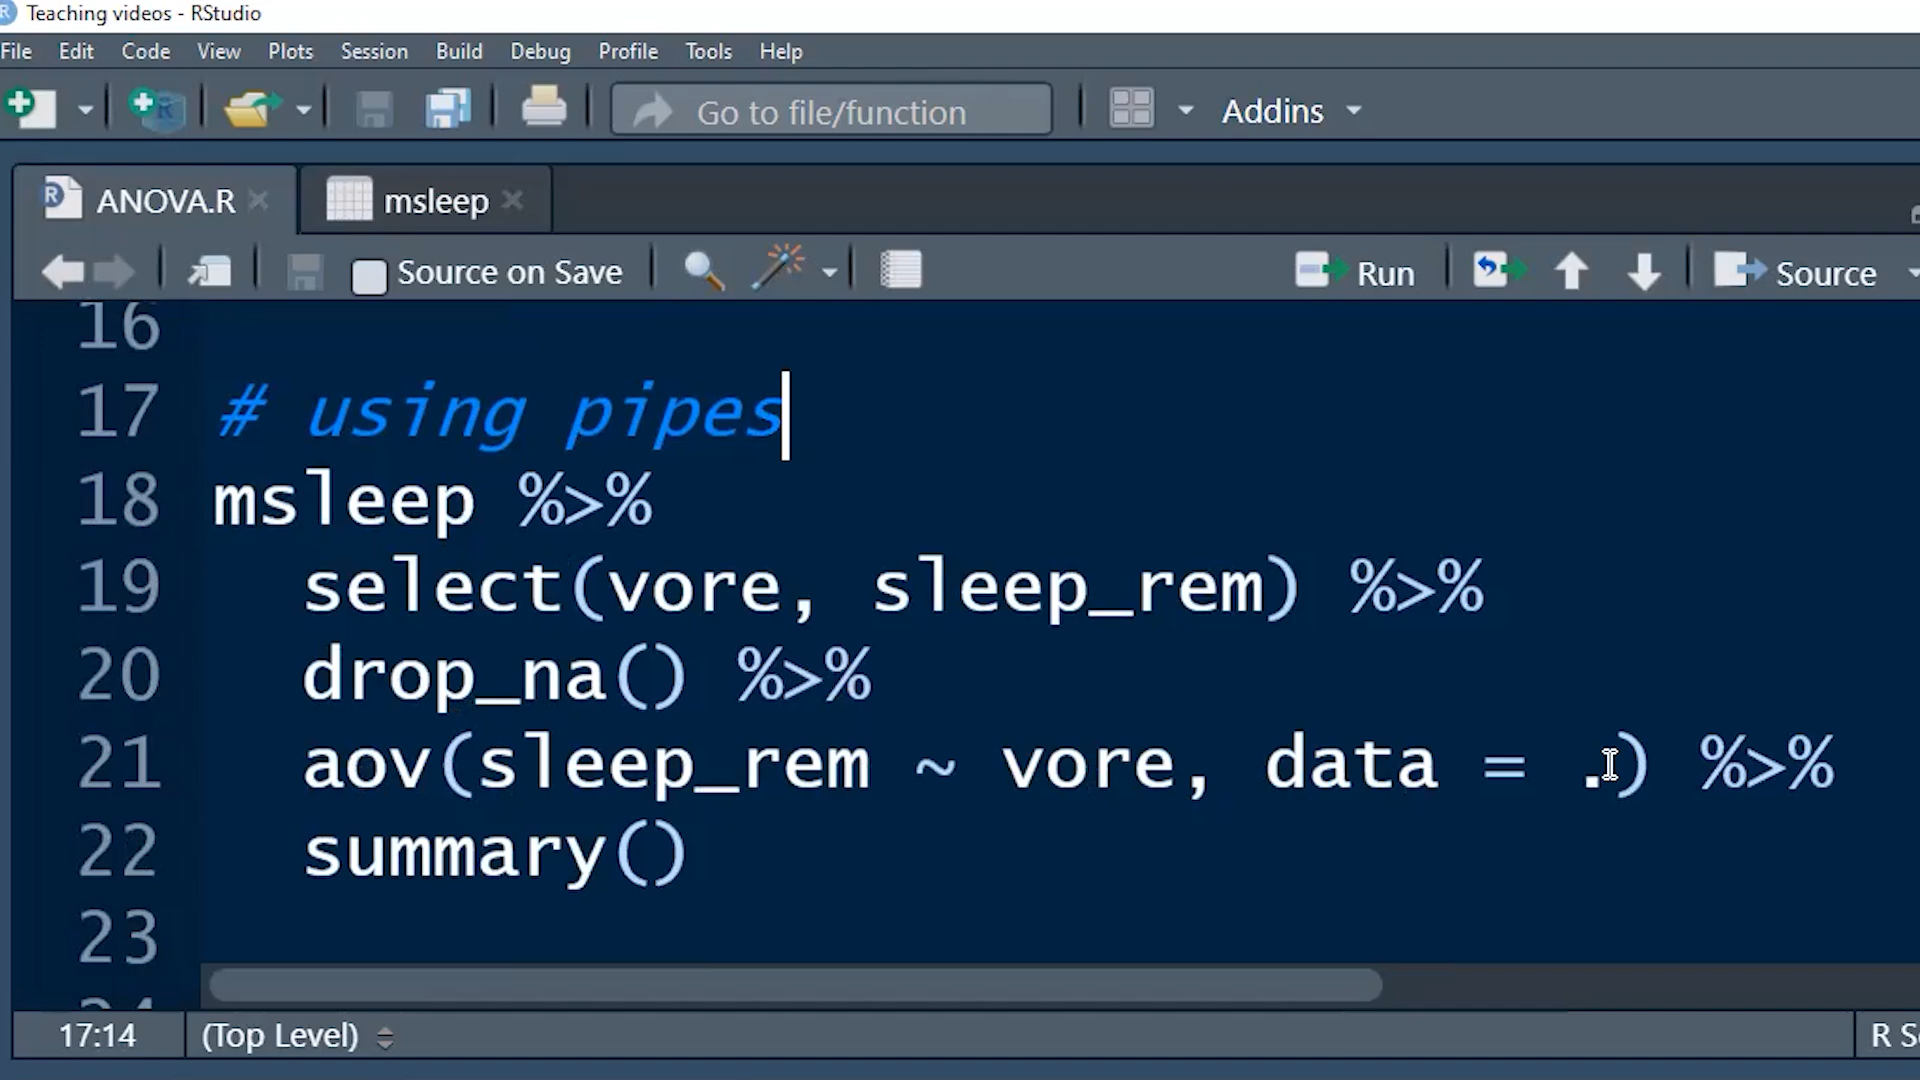 Teaching videos - RStudio
File Edit Code View Plots Session Build Debug Profile Tools Help
Go to file/function Addins
ANOVA.R msleep
Source on Save Run Source
16
17 # using pipes
18 msleep %>%
19 select(vore, sleep_rem) %>%
20 drop_na() %>%
21 aov(sleep_rem ~ vore, data = .) %>%
22 summary()
23
24
17:14 (Top Level) R S